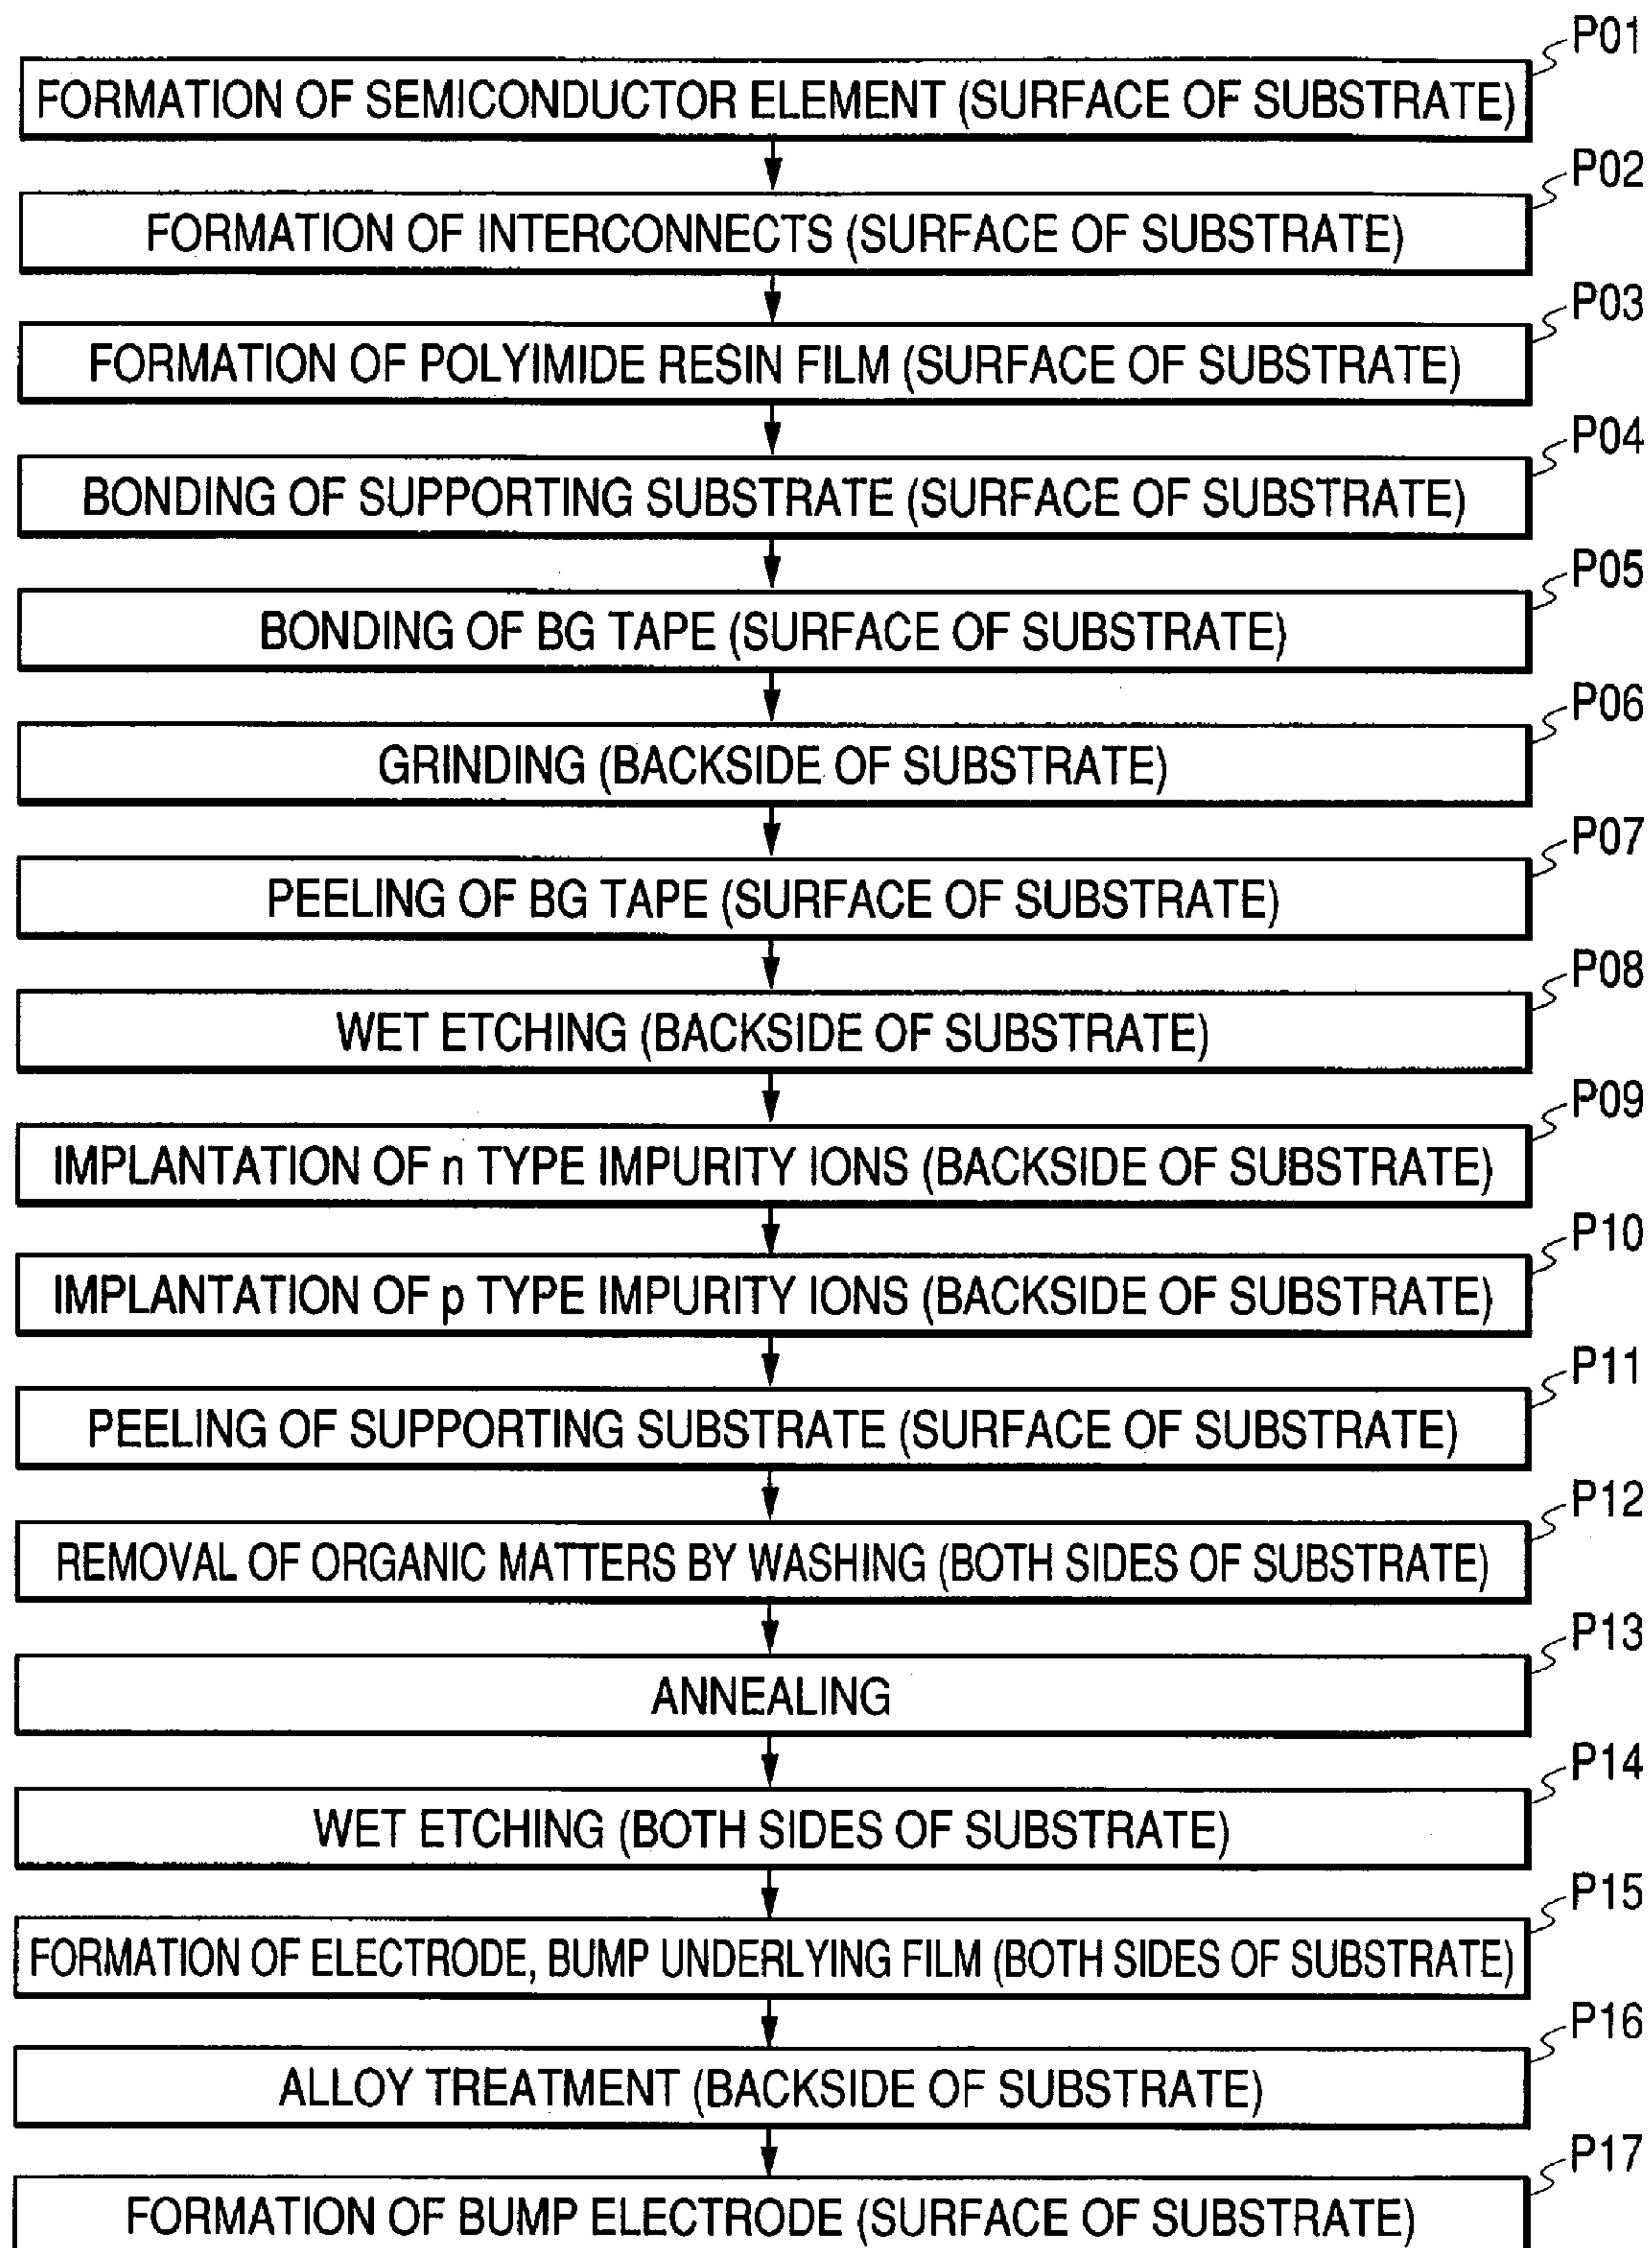 P01
FORMATION OF SEMICONDUCTOR ELEMENT (SURFACE OF SUBSTRATE)
P02
FORMATION OF INTERCONNECTS (SURFACE OF SUBSTRATE)
P03
FORMATION OF POLYIMIDE RESIN FILM (SURFACE OF SUBSTRATE)
P04
BONDING OF SUPPORTING SUBSTRATE (SURFACE OF SUBSTRATE)
P05
BONDING OF BG TAPE (SURFACE OF SUBSTRATE)
P06
GRINDING (BACKSIDE OF SUBSTRATE)
P07
PEELING OF BG TAPE (SURFACE OF SUBSTRATE)
P08
WET ETCHING (BACKSIDE OF SUBSTRATE)
P09
IMPLANTATION OF n TYPE IMPURITY IONS (BACKSIDE OF SUBSTRATE)
P10
IMPLANTATION OF p TYPE IMPURITY IONS (BACKSIDE OF SUBSTRATE)
P11
PEELING OF SUPPORTING SUBSTRATE (SURFACE OF SUBSTRATE)
P12
REMOVAL OF ORGANIC MATTERS BY WASHING (BOTH SIDES OF SUBSTRATE)
P13
ANNEALING
P14
WET ETCHING (BOTH SIDES OF SUBSTRATE)
P15
FORMATION OF ELECTRODE, BUMP UNDERLYING FILM (BOTH SIDES OF SUBSTRATE)
P16
ALLOY TREATMENT (BACKSIDE OF SUBSTRATE)
P17
FORMATION OF BUMP ELECTRODE (SURFACE OF SUBSTRATE)